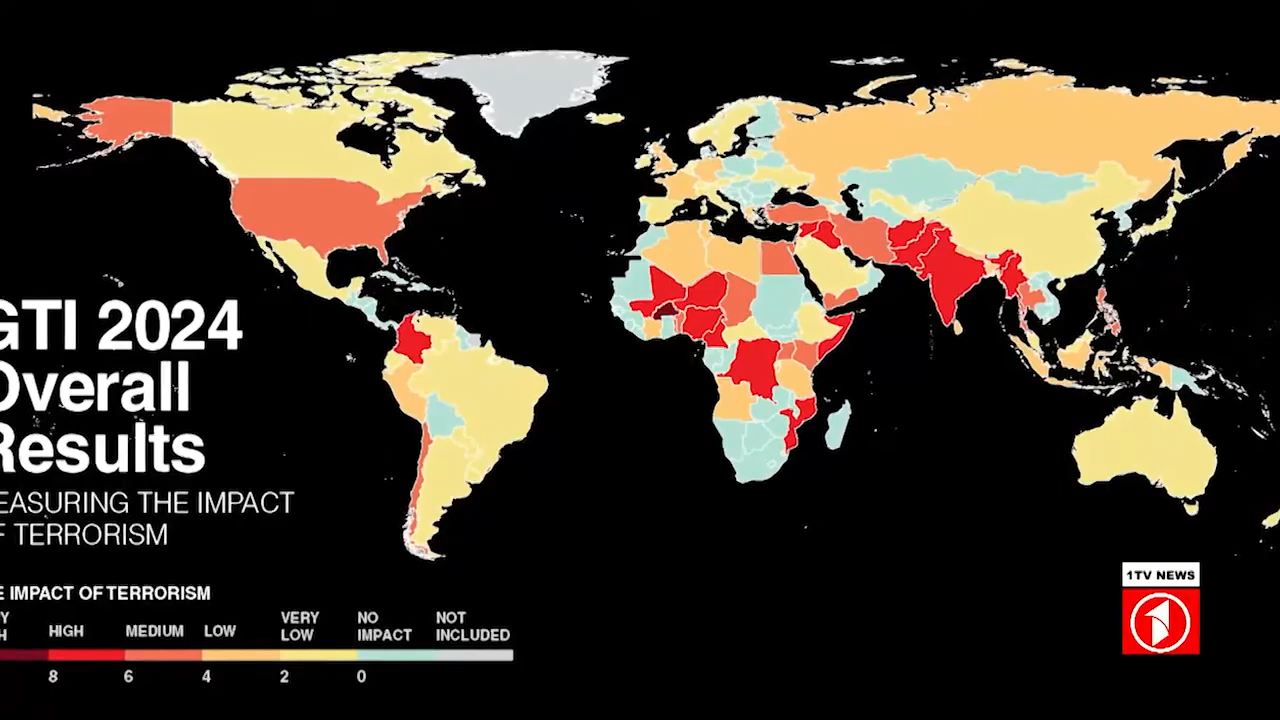 GTI 2024
Overall
Results
EASURING THE IMPACT
F TERRORISM
E IMPACT OF TERRORISM
Y
H
HIGH
MEDIUM
LOW
VERY
LOW
NO
IMPACT
NOT
INCLUDED
8
6
4
2
0
1TV NEWS